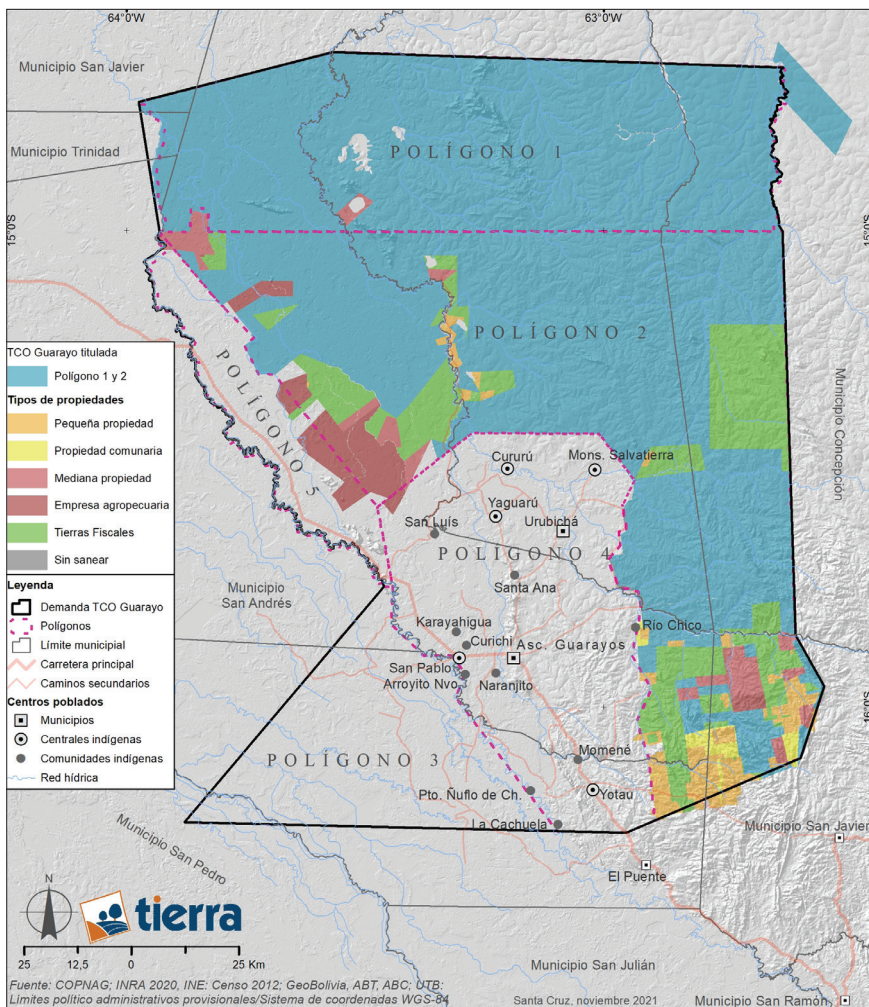 64°0'W
63°0'W
Municipio San Javier
Municipio Trinidad
POLÍGONO 1
15°0'S
15°0'S
POLÍGONO 2
POLÍGONO 5
Municipio Concepción
TCO Guarayo titulada
Polígono 1 y 2
Tipos de propiedades
Pequeña propiedad
Propiedad comunaria
Mediana propiedad
Empresa agropecuaria
Tierras Fiscales
Sin sanear
Leyenda
Demanda TCO Guarayo
Polígonos
Límite municipal
Carretera principal
Caminos secundarios
Centros poblados
Municipios
Centrales indígenas
Comunidades indígenas
Red hídrica
Cururú
Mons. Salvatierra
Yaguarú
San Luís
Urubichá
POLÍGONO 4
Municipio
San Andrés
Santa Ana
Karayahigua
Río Chico
Curichi
Asc. Guarayos
San Pablo
Arroyito Nvo.
Naranjito
16°0'S
POLÍGONO 3
Momené
Pto. Ñuflo de Ch.
Yotau
La Cachuela
Municipio San Javier
Municipio San Pedro
El Puente
N
tierra
25
12,5
0
25 Km
Municipio San Julián
Fuente: COPNAG; INRA 2020, INE: Censo 2012; GeoBolivia, ABT, ABC; UTB:
Límites político administrativos provisionales/Sistema de coordenadas WGS-84
Santa Cruz, noviembre 2021
Municipio San Ramón